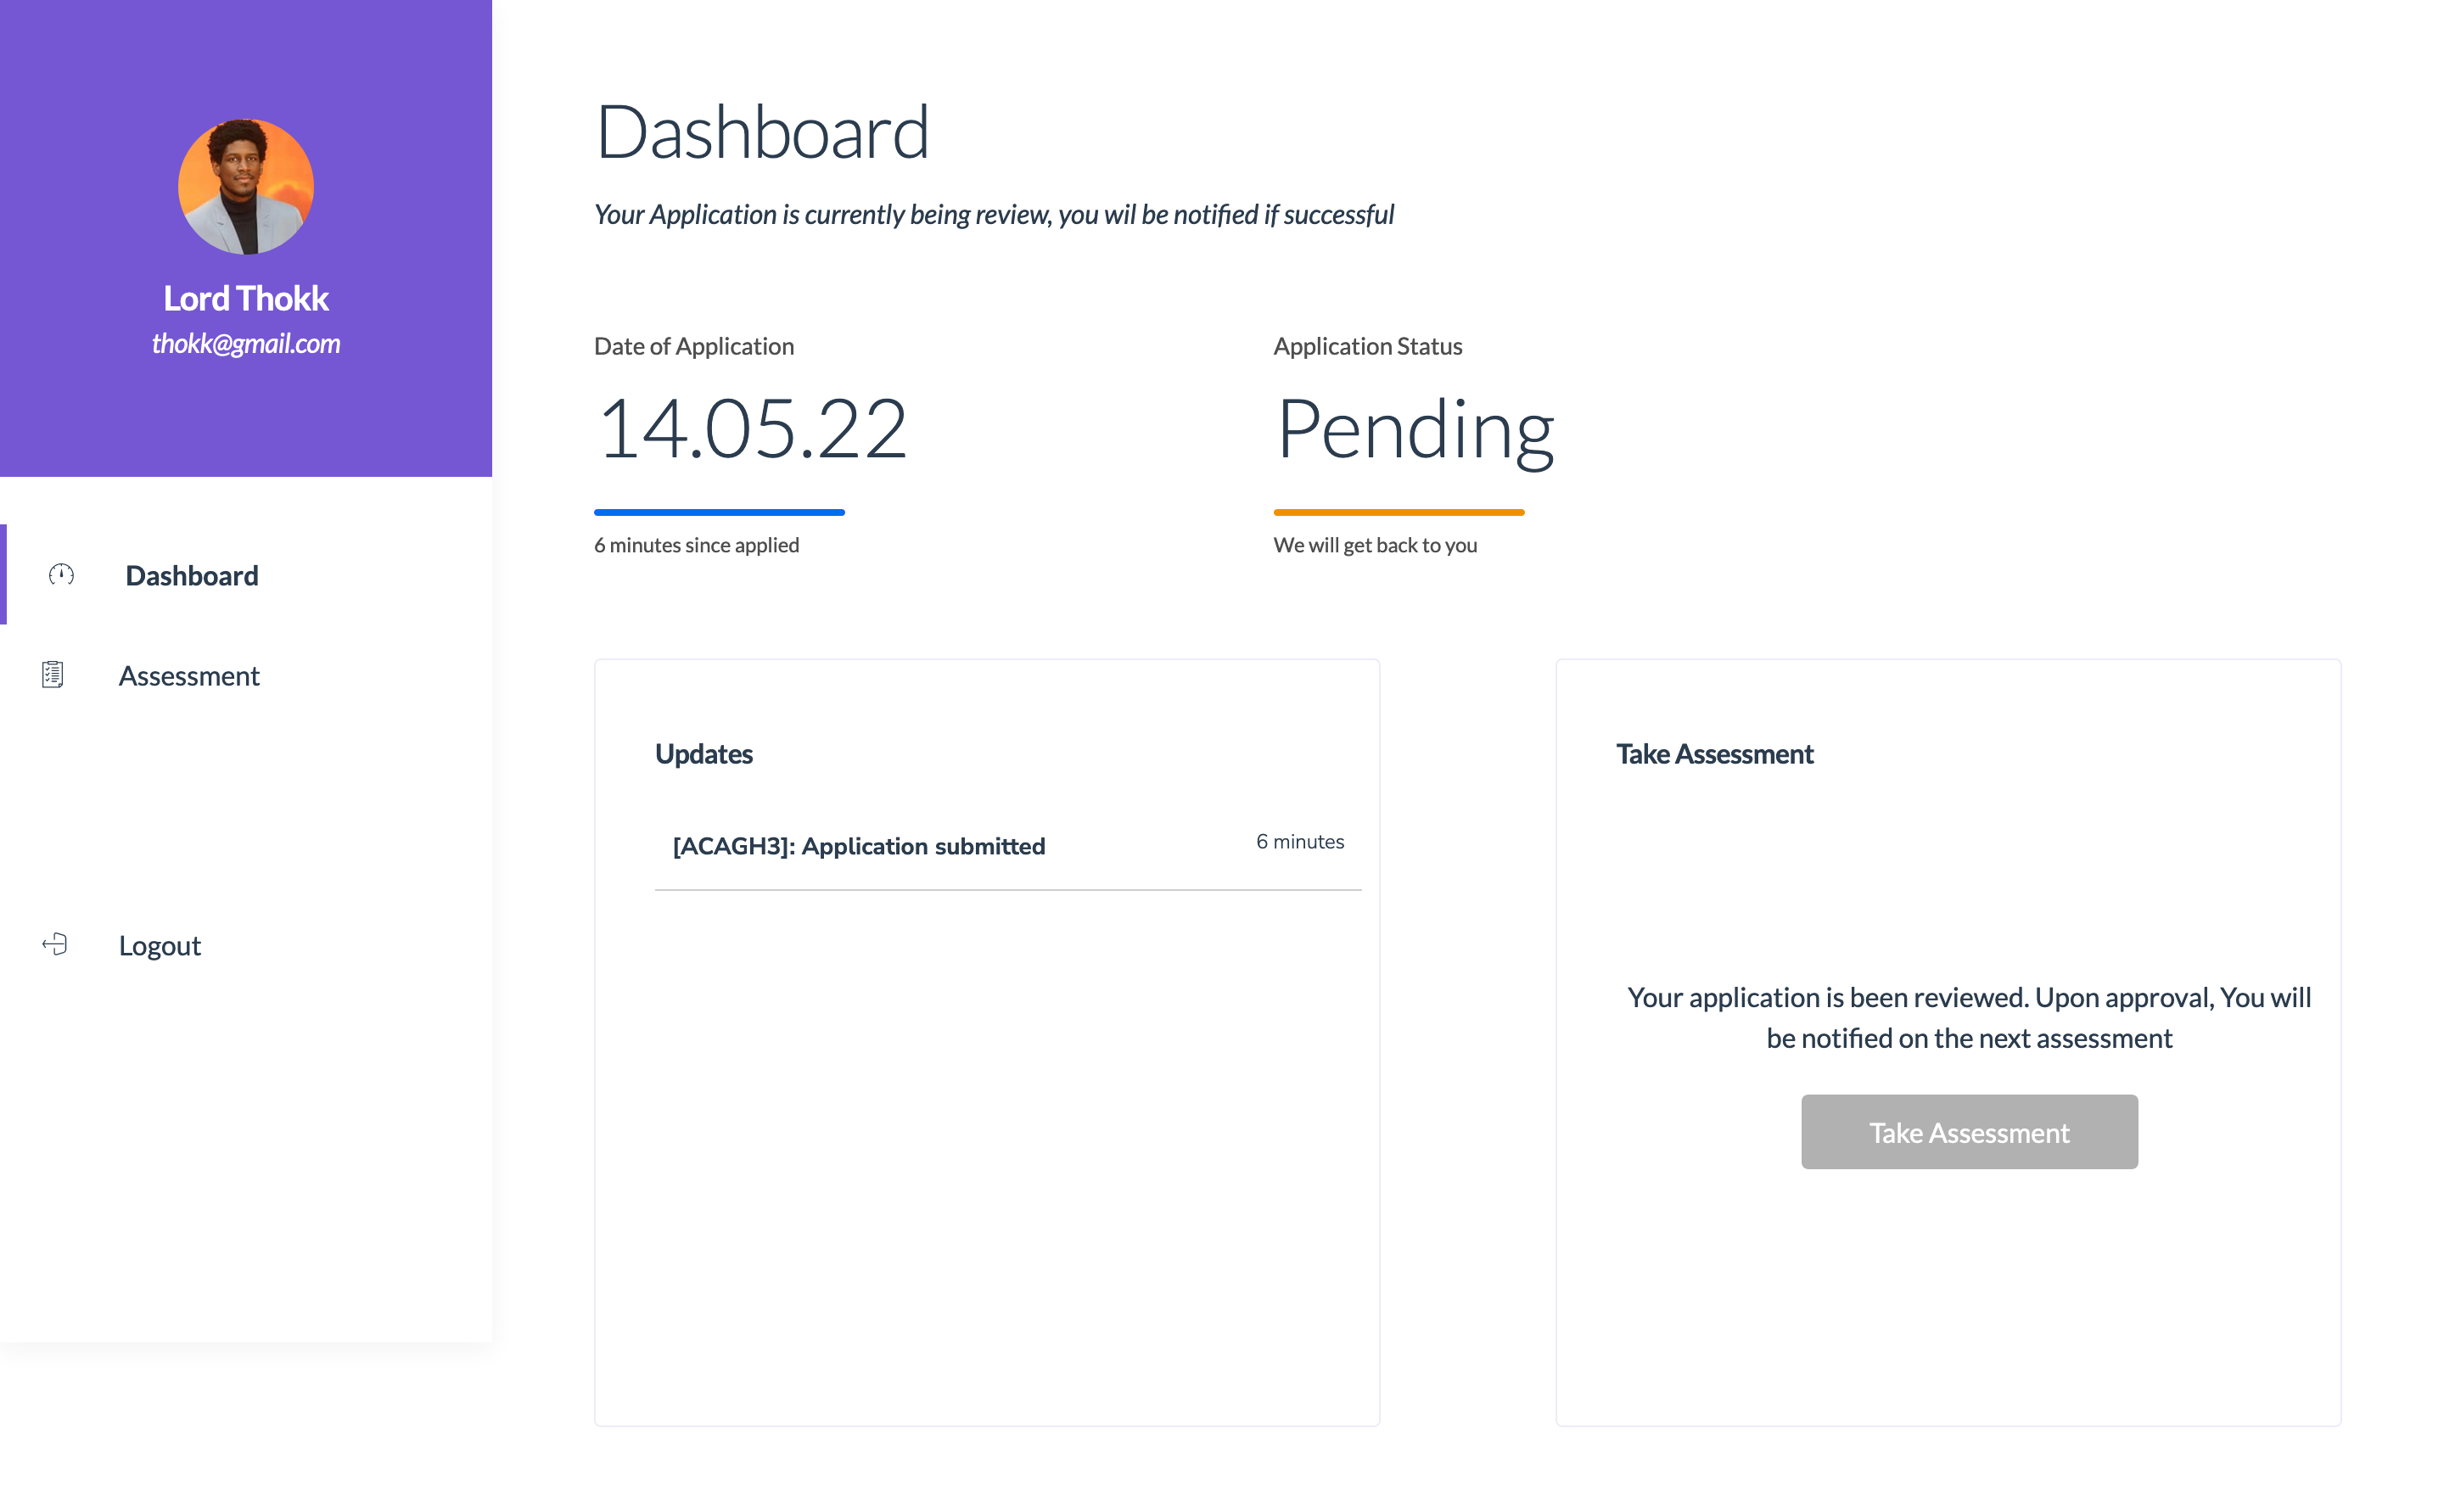 Lord Thokk
thokk@gmail.com
Dashboard
Assessment
Logout
Dashboard
Your Application is currently being review, you wil be notified if successful
Date of Application
14.05.22
6 minutes since applied
Application Status
Pending
We will get back to you
Updates
[ACAGH3]: Application submitted
6 minutes
Take Assessment
Your application is been reviewed. Upon approval, You will
be notified on the next assessment
Take Assessment